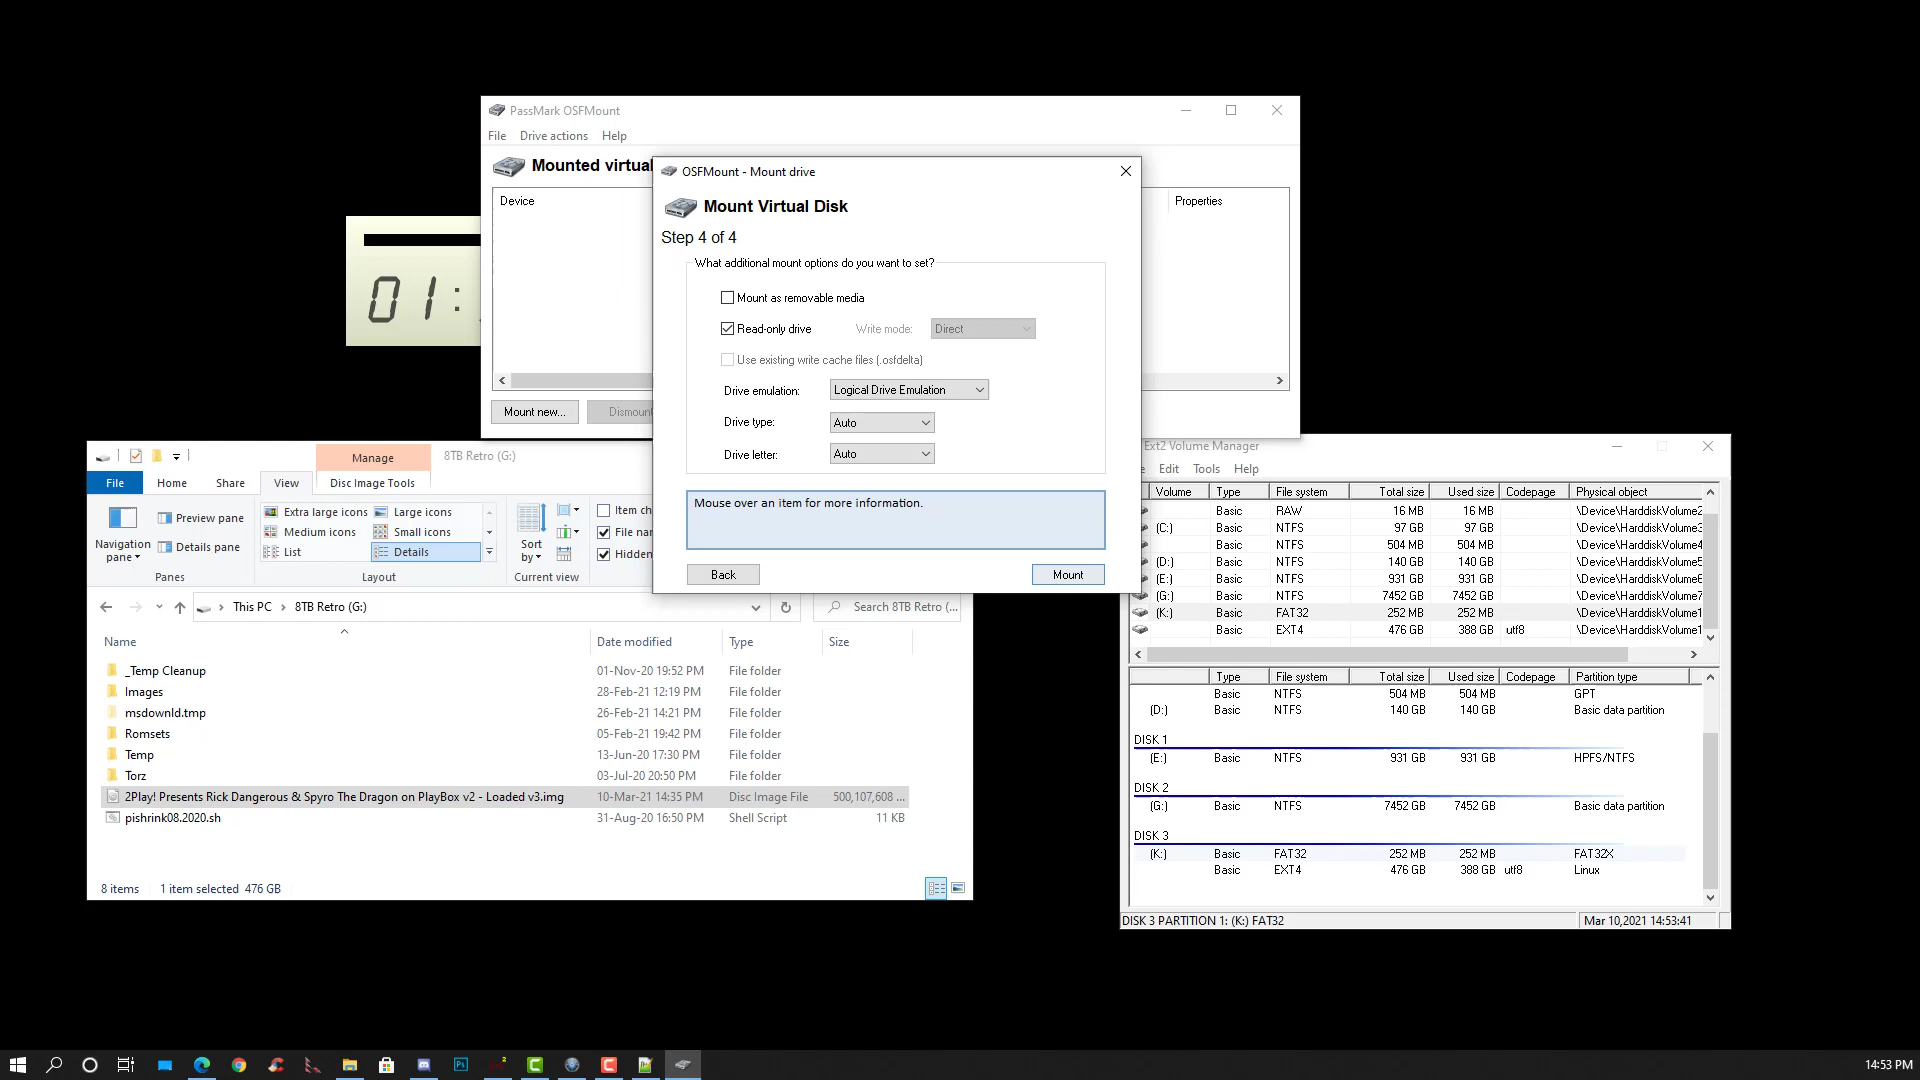 PassMark OSFMount
File Drive actions Help
Mounted virtual
Device
Properties
Mount new...
OSFMount - Mount drive
Mount Virtual Disk
Step 4 of 4
What additional mount options do you want to set?
Mount as removable media
Read-only drive Write mode: Direct
Use existing write cache files (.osfdelta)
Drive emulation: Logical Drive Emulation
Drive type: Auto
Drive letter: Auto
Mouse over an item for more information.
Back Mount
01:
Manage 8TB Retro (G:)
File Home Share View Disc Image Tools
Navigation pane
Preview pane
Details pane
Panes
Extra large icons Large icons
Medium icons Small icons
List Details
Layout
Sort by
Current view
Item
File
Hidden
This PC 8TB Retro (G:) Search 8TB Retro (...
Name Date modified Type Size
_Temp Cleanup 01-Nov-20 19:52 PM File folder
Images 28-Feb-21 12:19 PM File folder
msdownld.tmp 26-Feb-21 14:21 PM File folder
Romsets 05-Feb-21 19:42 PM File folder
Temp 13-Jun-20 17:30 PM File folder
Torz 03-Jul-20 20:50 PM File folder
2Play! Presents Rick Dangerous & Spyro The Dragon on PlayBox v2 - Loaded v3.img 10-Mar-21 14:35 PM Disc Image File 500,107,608 ...
pishrink08.2020.sh 31-Aug-20 16:50 PM Shell Script 11 KB
8 items 1 item selected 476 GB
Ext2 Volume Manager
Edit Tools Help
Volume Type File system Total size Used size Codepage Physical object
Basic RAW 16 MB 16 MB \Device\HarddiskVolume2
(C:) Basic NTFS 97 GB 97 GB \Device\HarddiskVolume3
Basic NTFS 504 MB 504 MB \Device\HarddiskVolume4
(D:) Basic NTFS 140 GB 140 GB \Device\HarddiskVolume5
(E:) Basic NTFS 931 GB 931 GB \Device\HarddiskVolume6
(G:) Basic NTFS 7452 GB 7452 GB \Device\HarddiskVolume7
(K:) Basic FAT32 252 MB 252 MB \Device\HarddiskVolume1
Basic EXT4 476 GB 388 GB utf8 \Device\HarddiskVolume1
Type File system Total size Used size Codepage Partition type
Basic NTFS 504 MB 504 MB GPT
(D:) Basic NTFS 140 GB 140 GB Basic data partition
DISK 1
(E:) Basic NTFS 931 GB 931 GB HPFS/NTFS
DISK 2
(G:) Basic NTFS 7452 GB 7452 GB Basic data partition
DISK 3
(K:) Basic FAT32 252 MB 252 MB FAT32X
Basic EXT4 476 GB 388 GB utf8 Linux
DISK 3 PARTITION 1: (K:) FAT32 Mar 10,2021 14:53:41
Ps
14:53 PM